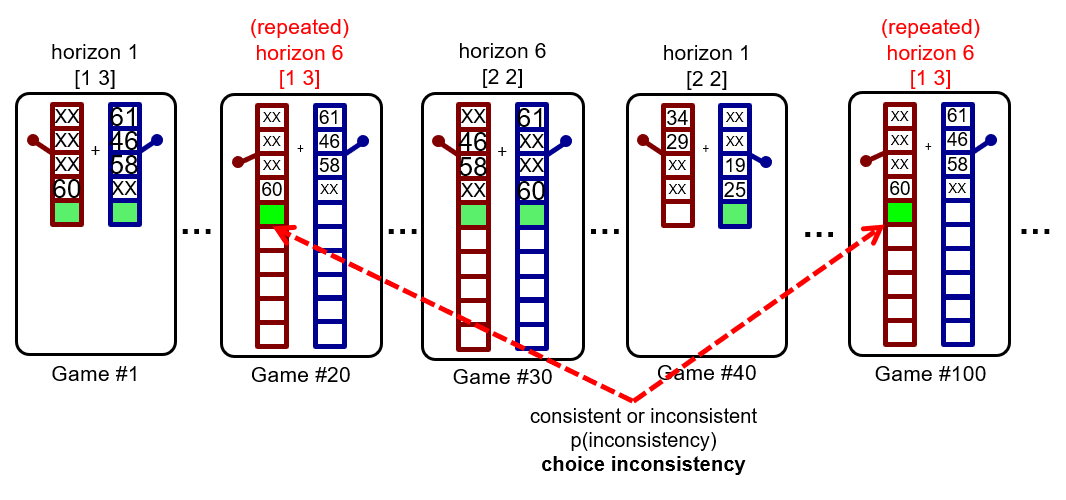 horizon 1
[1 3]
XX 61
XX + 46
XX 58
60 XX
Game #1
...
(repeated)
horizon 6
[1 3]
XX 61
XX + 46
XX 58
60 XX
Game #20
...
horizon 6
[2 2]
XX 61
46 + XX
58 XX
XX 60
Game #30
...
horizon 1
[2 2]
34 XX
29 + XX
XX 19
XX 25
Game #40
...
(repeated)
horizon 6
[1 3]
XX 61
XX + 46
XX 58
60 XX
Game #100
...
consistent or inconsistent
p(inconsistency)
choice inconsistency